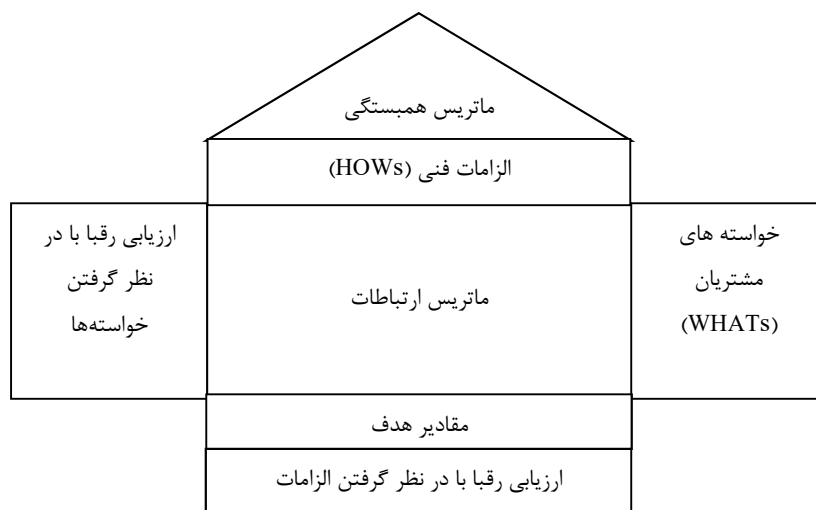 ماتریس همبستگی
الزامات فنی (HOWs)
خواسته های
مشتریان
(WHATs)
ماتریس ارتباطات
ارزیابی رقبا با در
نظر گرفتن
خواسته‌ها
مقادیر هدف
ارزیابی رقبا با در نظر گرفتن الزامات